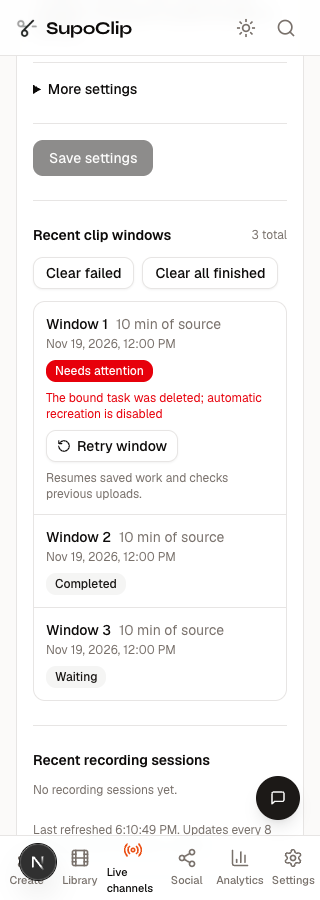 SupoClip
More settings
Save settings
Recent clip windows 3 total
Clear failed Clear all finished
Window 1 10 min of source
Nov 19, 2026, 12:00 PM
Needs attention
The bound task was deleted; automatic
recreation is disabled
Retry window
Resumes saved work and checks
previous uploads.
Window 2 10 min of source
Nov 19, 2026, 12:00 PM
Completed
Window 3 10 min of source
Nov 19, 2026, 12:00 PM
Waiting
Recent recording sessions
No recording sessions yet.
Last refreshed 6:10:49 PM. Updates every 8
N
Create Library Live channels Social Analytics Settings